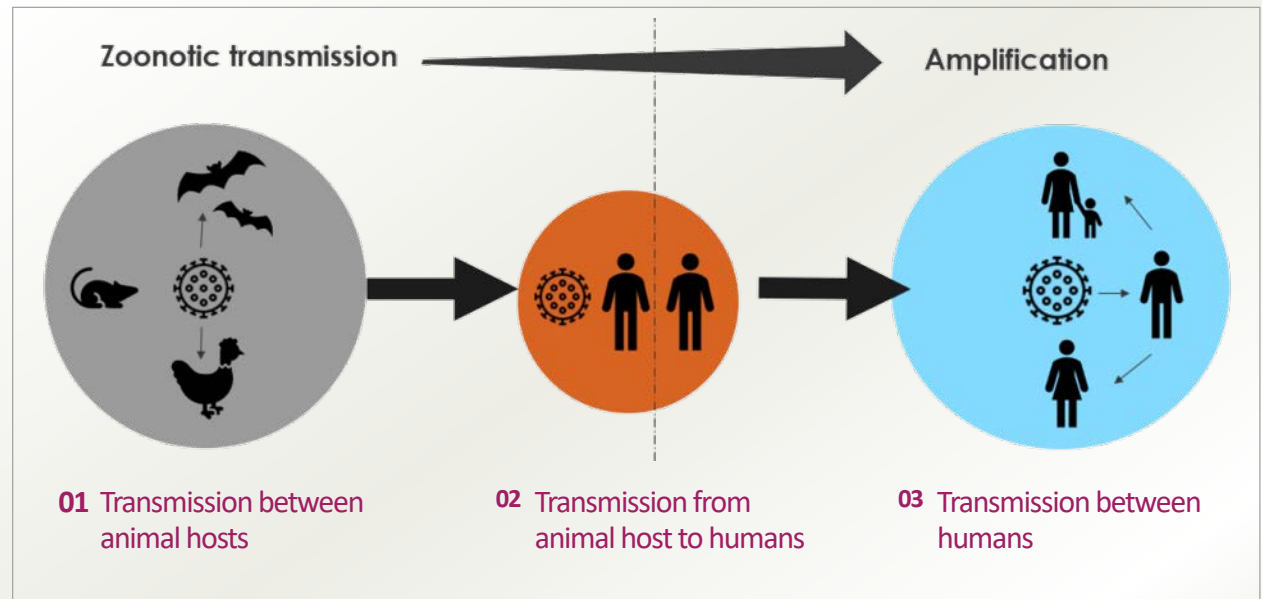 Zoonotic transmission
Amplification
01 Transmission between
animal hosts
02 Transmission from
animal host to humans
03 Transmission between
humans